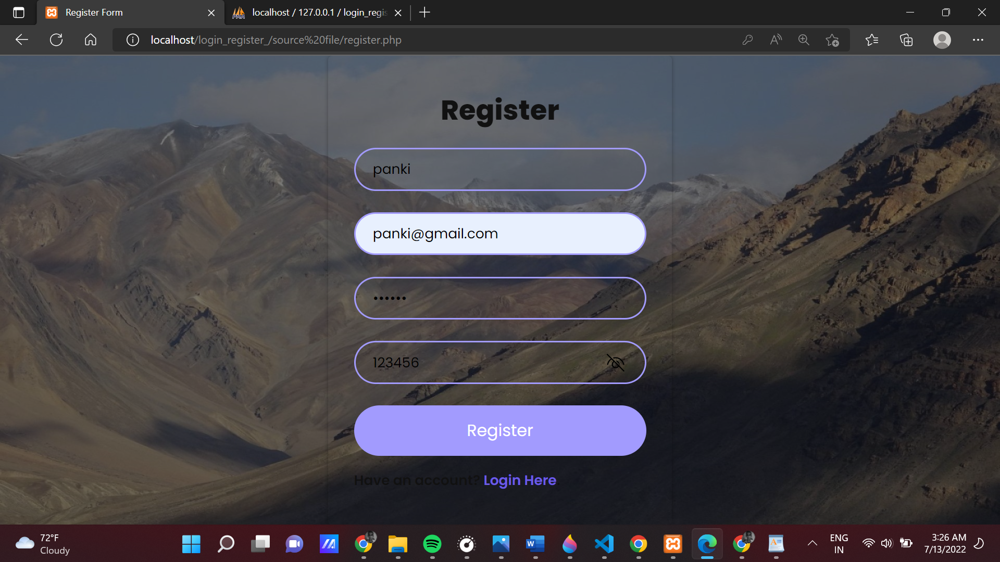 Register Form
localhost / 127.0.0.1 / login_regis
localhost/login_register_/source%20file/register.php
Register
panki
panki@gmail.com
••••••
123456
Register
Have an account? Login Here.
72°F
Cloudy
ENG
IN
3:26 AM
7/13/2022